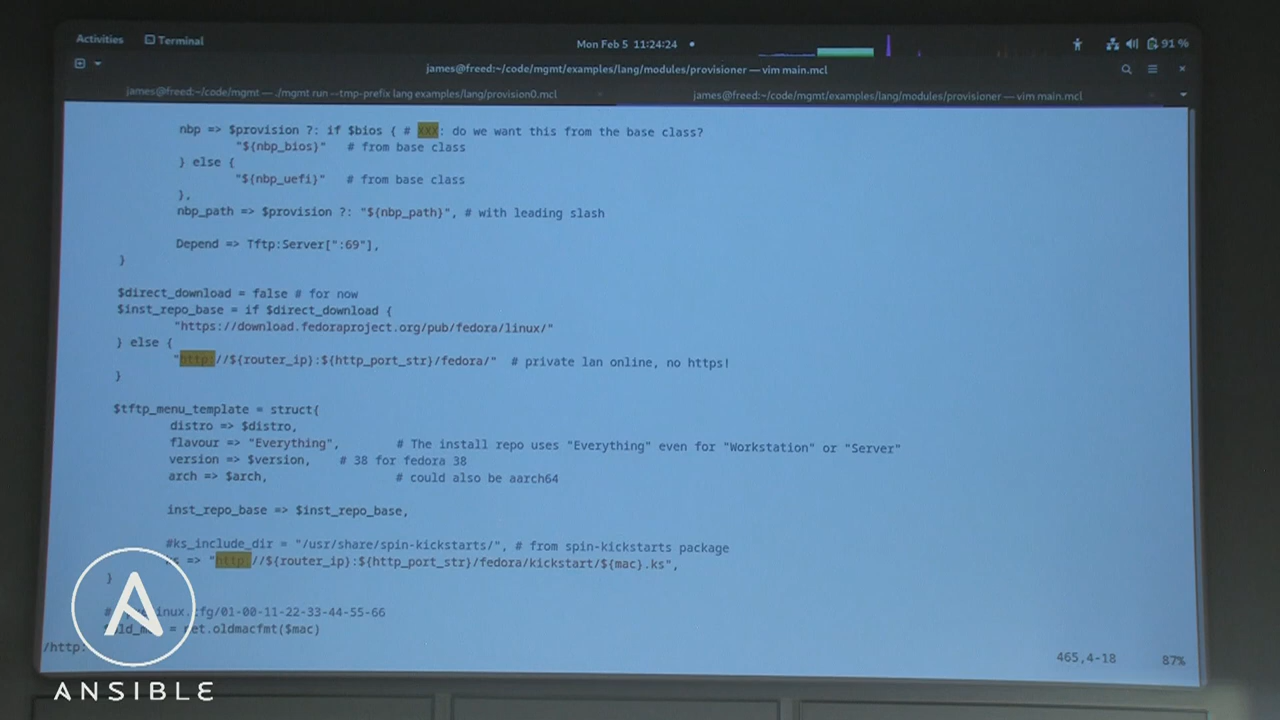 Activities
Terminal
Mon Feb 5 11:24:24
91 %
james@freed:~/code/mgmt/examples/lang/modules/provisioner — vim main.mcl
james@freed:~/code/mgmt — ./mgmt run --tmp-prefix lang examples/lang/provision0.mcl
james@freed:~/code/mgmt/examples/lang/modules/provisioner — vim main.mcl
nbp => $provision ?: if $bios { # XXX: do we want this from the base class?
"${nbp_bios}" # from base class
} else {
"${nbp_uefi}" # from base class
},
nbp_path => $provision ?: "${nbp_path}", # with leading slash
Depend => Tftp:Server[":69"],
}
$direct_download = false # for now
$inst_repo_base = if $direct_download {
"https://download.fedoraproject.org/pub/fedora/linux/"
} else {
"http://${router_ip}:${http_port_str}/fedora/" # private lan online, no https!
}
$tftp_menu_template = struct{
distro => $distro,
flavour => "Everything", # The install repo uses "Everything" even for "Workstation" or "Server"
version => $version, # 38 for fedora 38
arch => $arch, # could also be aarch64
inst_repo_base => $inst_repo_base,
#ks_include_dir = "/usr/share/spin-kickstarts/", # from spin-kickstarts package
=> "http://${router_ip}:${http_port_str}/fedora/kickstart/${mac}.ks",
}
/01-00-11-22-33-44-55-66
= net.oldmacfmt($mac)
/http:
465,4-18
87%
ANSIBLE